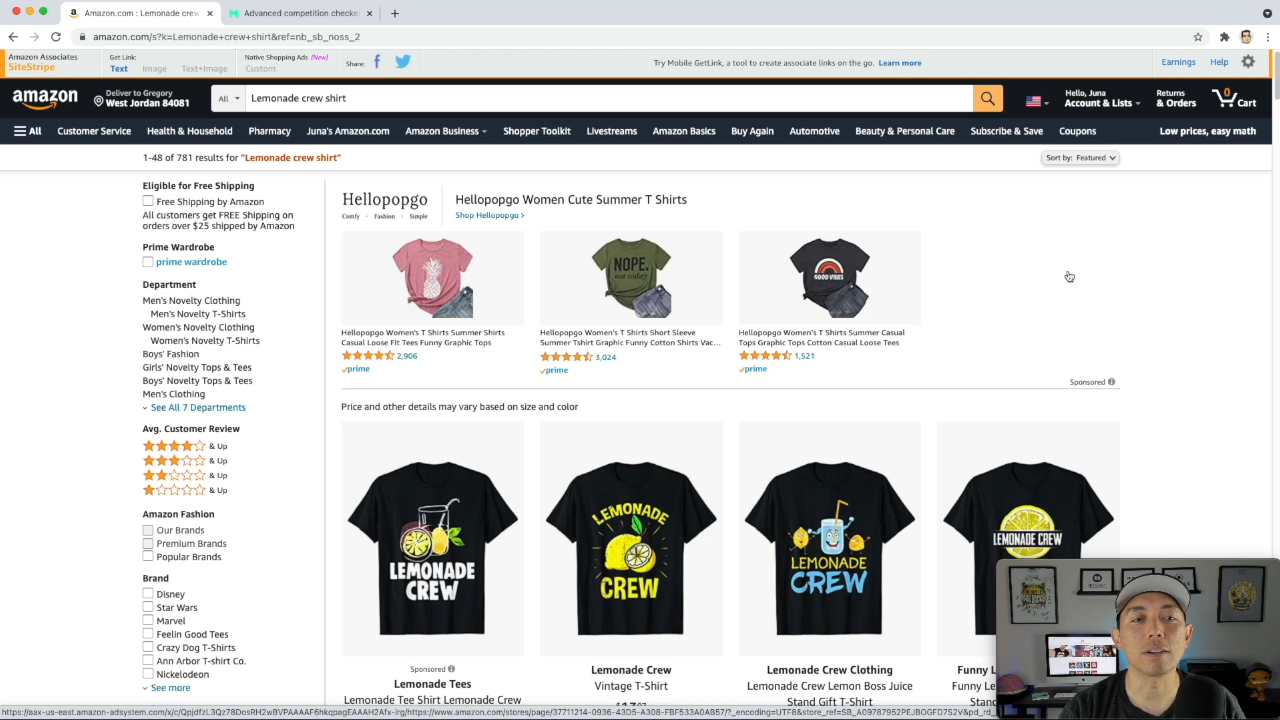 Amazon.com : Lemonade crew
Advanced competition checke
amazon.com/s?k=Lemonade+crew+shirt&ref=nb_sb_noss_2
Amazon Associates
SiteStripe
Get Link:
Text
Image
Text+Image
Native Shopping Ads (New)
Custom
Share:
Try Mobile GetLink, a tool to create associate links on the go. Learn more
Earnings
Help
amazon
Deliver to Gregory
West Jordan 84081
All
Lemonade crew shirt
Hello, Juna
Account & Lists
Returns
& Orders
0
Cart
All
Customer Service
Health & Household
Pharmacy
Juna's Amazon.com
Amazon Business
Shopper Toolkit
Livestreams
Amazon Basics
Buy Again
Automotive
Beauty & Personal Care
Subscribe & Save
Coupons
Low prices, easy math
1-48 of 781 results for "Lemonade crew shirt"
Sort by: Featured
Eligible for Free Shipping
Free Shipping by Amazon
All customers get FREE Shipping on
orders over $25 shipped by Amazon
Prime Wardrobe
prime wardrobe
Department
Men's Novelty Clothing
Men's Novelty T-Shirts
Women's Novelty Clothing
Women's Novelty T-Shirts
Boys' Fashion
Girls' Novelty Tops & Tees
Boys' Novelty Tops & Tees
Men's Clothing
See All 7 Departments
Avg. Customer Review
& Up
& Up
& Up
& Up
Amazon Fashion
Our Brands
Premium Brands
Popular Brands
Brand
Disney
Star Wars
Marvel
Feelin Good Tees
Crazy Dog T-Shirts
Ann Arbor T-shirt Co.
Nickelodeon
See more
Hellopopgo
Comfy • Fashion • Simple
Hellopopgo Women Cute Summer T Shirts
Shop Hellopopgo >
NOPE.
not today
GOOD VIBES
Hellopopgo Women's T Shirts Summer Shirts
Casual Loose Fit Tees Funny Graphic Tops
2,906
prime
Hellopopgo Women's T Shirts Short Sleeve
Summer Tshirt Graphic Funny Cotton Shirts Vac...
3,024
prime
Hellopopgo Women's T Shirts Summer Casual
Tops Graphic Tops Cotton Casual Loose Tees
1,521
prime
Sponsored
Price and other details may vary based on size and color
LEMONADE
CREW
LEMONADE
CREW
LEMONADE
CREW
LEMONADE CREW
Sponsored
Lemonade Tees
Lemonade Tee Shirt Lemonade Crew
Lemonade Crew
Vintage T-Shirt
Lemonade Crew Clothing
Lemonade Crew Lemon Boss Juice
Stand Gift T-Shirt
Funny L
Funny Le
Stand